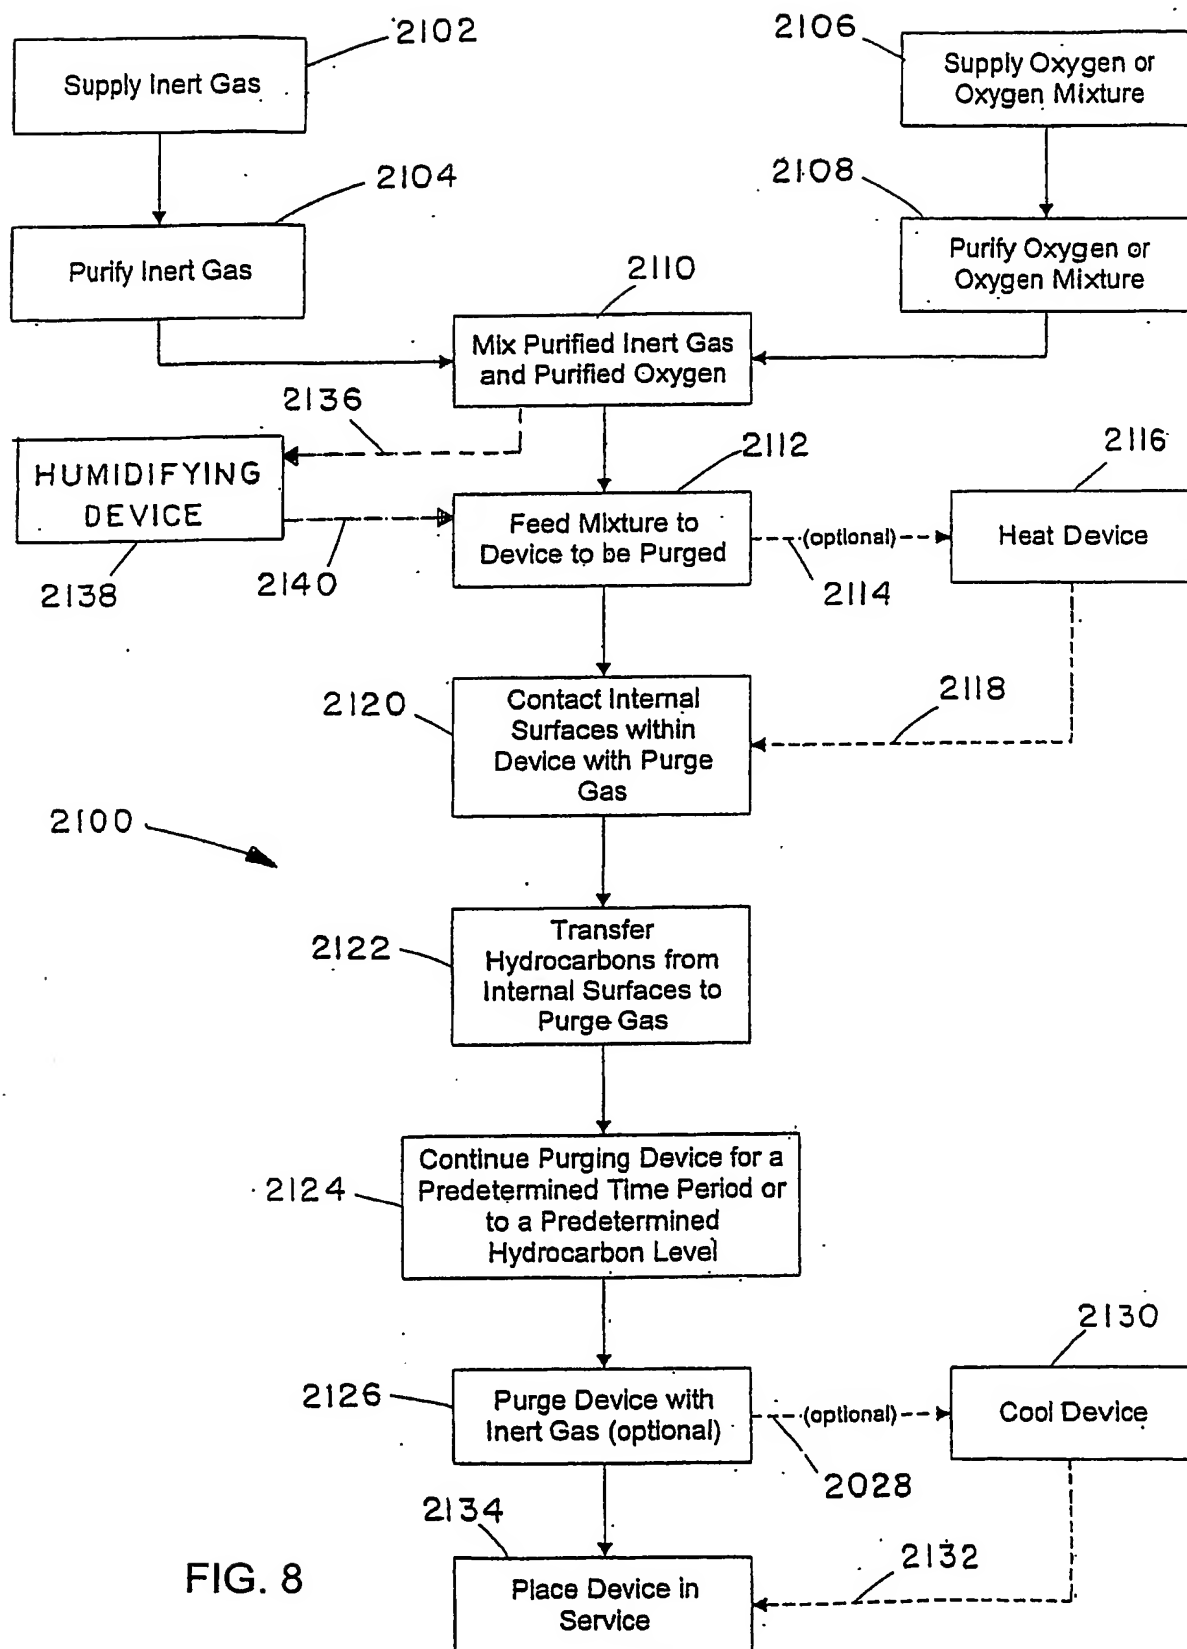 2102
Supply Inert Gas
2106
Supply Oxygen or
Oxygen Mixture
2104
Purify Inert Gas
2108
Purify Oxygen or
Oxygen Mixture
2110
Mix Purified Inert Gas
and Purified Oxygen
2136
HUMIDIFYING
DEVICE
2138
2140
2112
Feed Mixture to
Device to be Purged
(optional)
2114
2116
Heat Device
2118
2120
Contact Internal
Surfaces within
Device with Purge
Gas
2100
2122
Transfer
Hydrocarbons from
Internal Surfaces to
Purge Gas
2124
Continue Purging Device for a
Predetermined Time Period or
to a Predetermined
Hydrocarbon Level
2126
Purge Device with
Inert Gas (optional)
(optional)
2028
2130
Cool Device
2132
2134
Place Device in
Service
FIG. 8